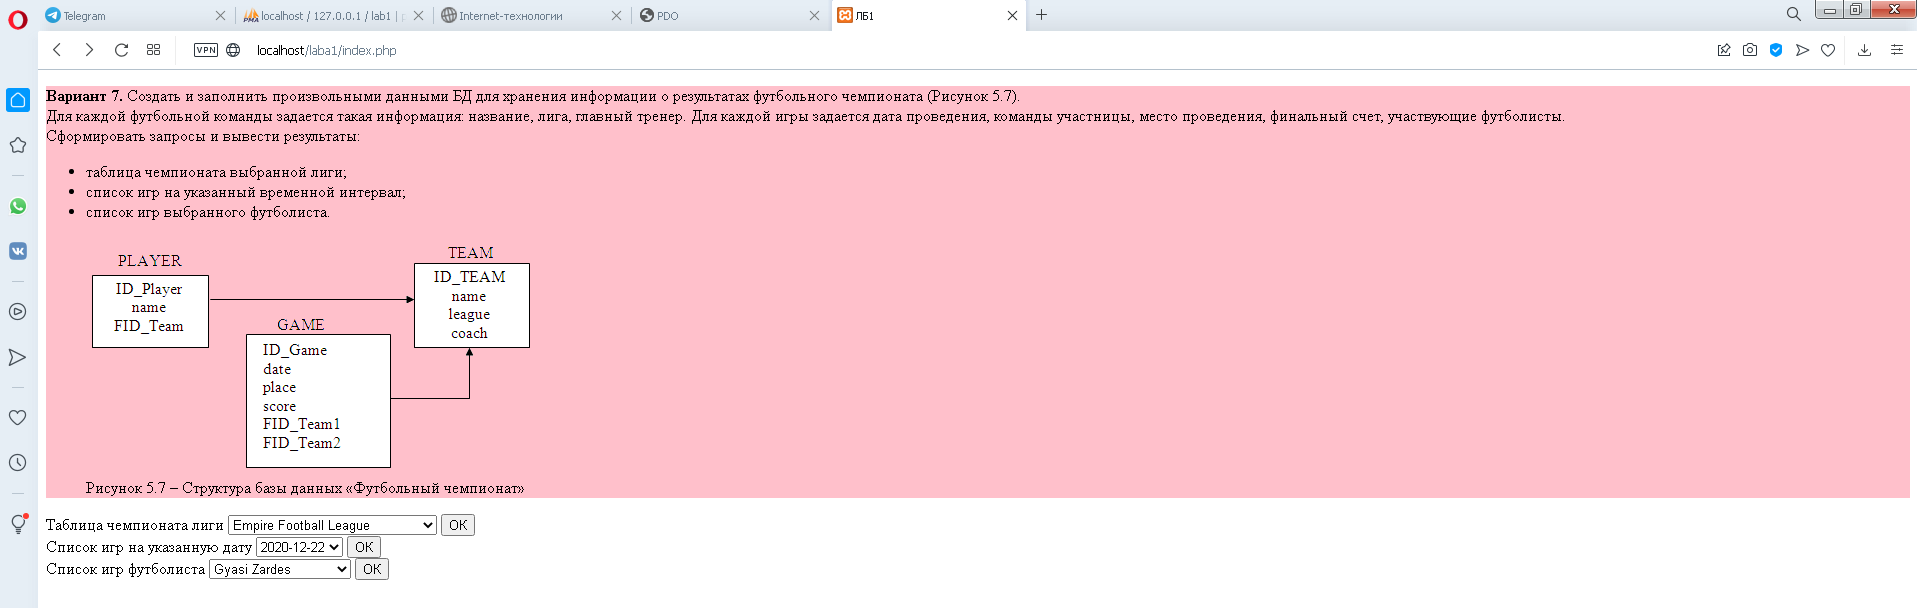 Telegram
localhost / 127.0.0.1 / lab1 |
Internet-технологии
PDO
ЛБ1
VPN
localhost/laba1/index.php
Вариант 7. Создать и заполнить произвольными данными БД для хранения информации о результатах футбольного чемпионата (Рисунок 5.7).
Для каждой футбольной команды задается такая информация: название, лига, главный тренер. Для каждой игры задается дата проведения, команды участницы, место проведения, финальный счет, участвующие футболисты.
Сформировать запросы и вывести результаты:
таблица чемпионата выбранной лиги;
список игр на указанный временной интервал;
список игр выбранного футболиста.
PLAYER
ID_Player
name
FID_Team
TEAM
ID_TEAM
name
league
coach
GAME
ID_Game
date
place
score
FID_Team1
FID_Team2
Рисунок 5.7 – Структура базы данных «Футбольный чемпионат»
Таблица чемпионата лиги Empire Football League OK
Список игр на указанную дату 2020-12-22 OK
Список игр футболиста Gyasi Zardes OK